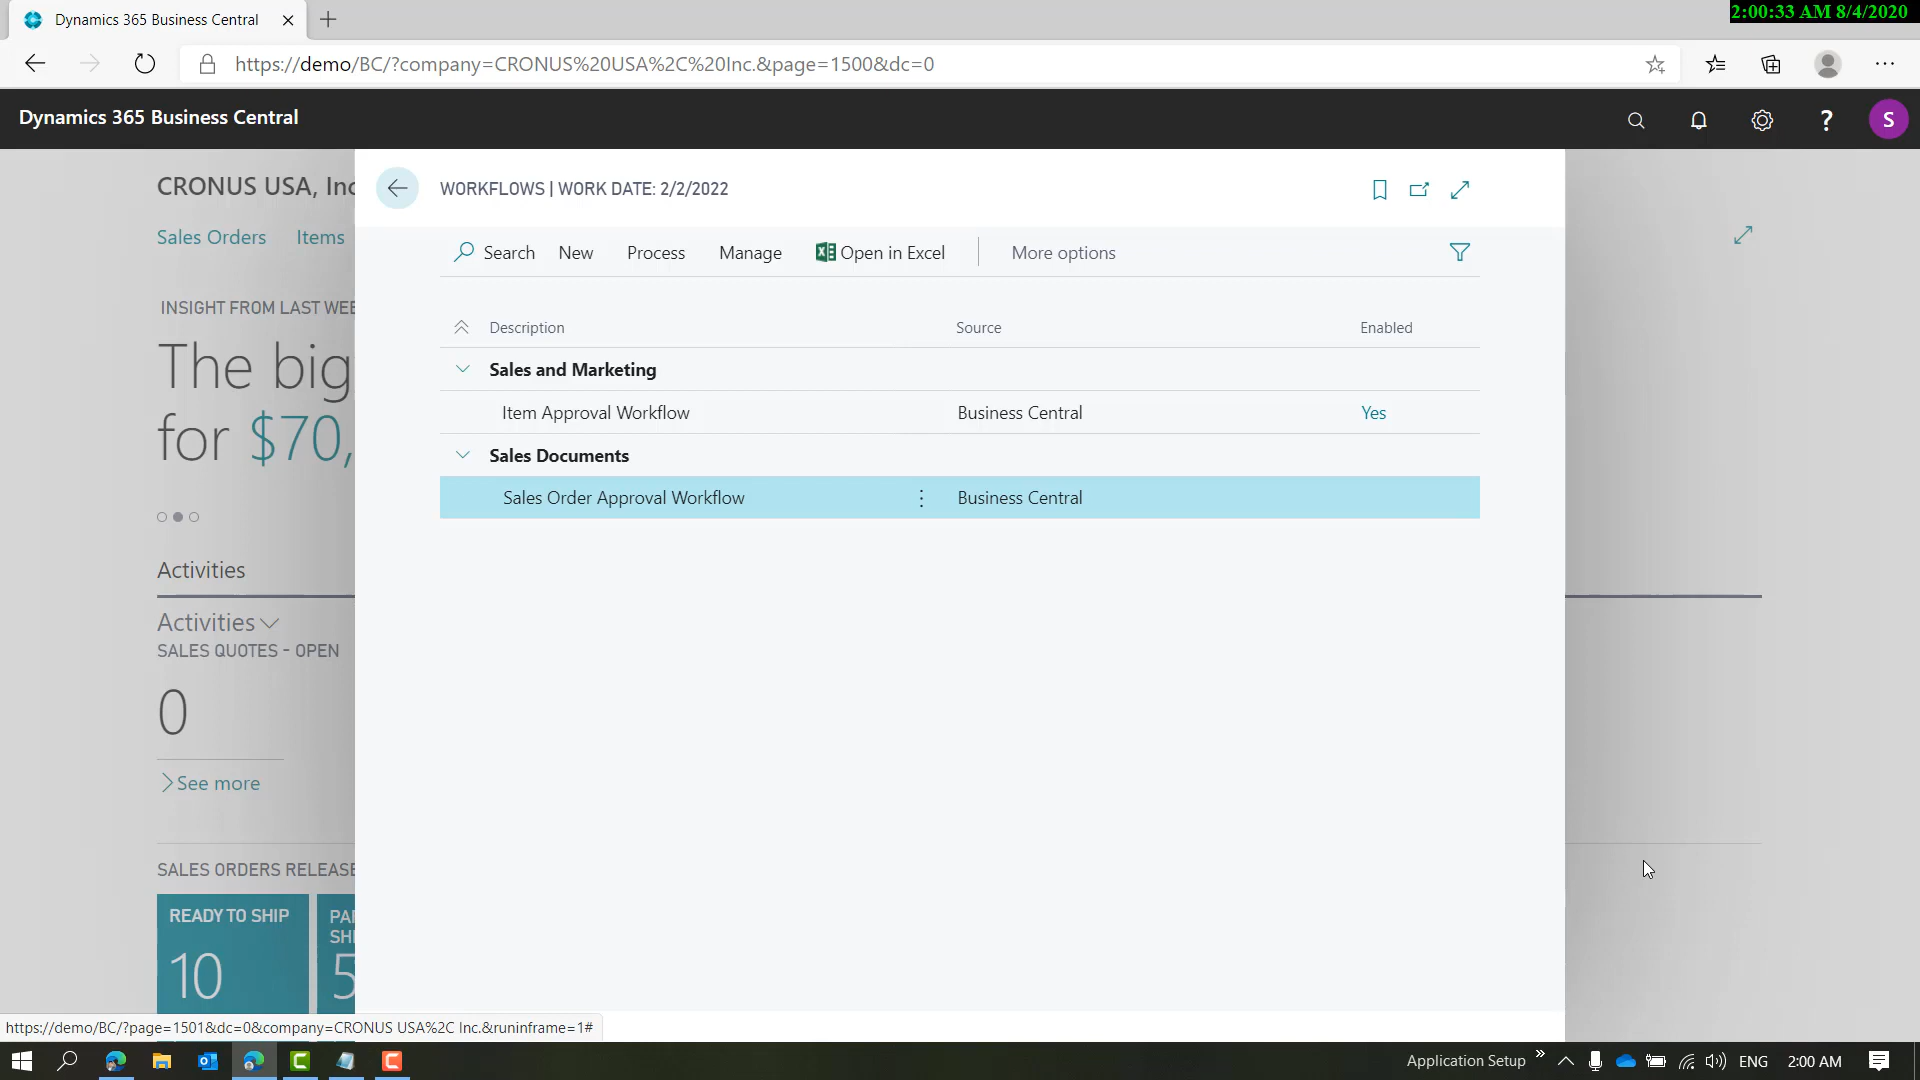 Dynamics 365 Business Central
2:00:33 AM 8/4/2020
https://demo/BC/?company=CRONUS%20USA%2C%20Inc.&page=1500&dc=0
Dynamics 365 Business Central
?
S
CRONUS USA, Inc
WORKFLOWS | WORK DATE: 2/2/2022
Sales Orders Items
Search New Process Manage Open in Excel More options
INSIGHT FROM LAST WEE
The big
for $70,
Description Source Enabled
Sales and Marketing
Item Approval Workflow Business Central Yes
Sales Documents
Sales Order Approval Workflow Business Central
Activities
Activities
SALES QUOTES - OPEN
0
See more
SALES ORDERS RELEASE
READY TO SHIP
10
PAR
SHI
5
https://demo/BC/?page=1501&dc=0&company=CRONUS USA%2C Inc.&runinframe=1#
Application Setup
ENG
2:00 AM